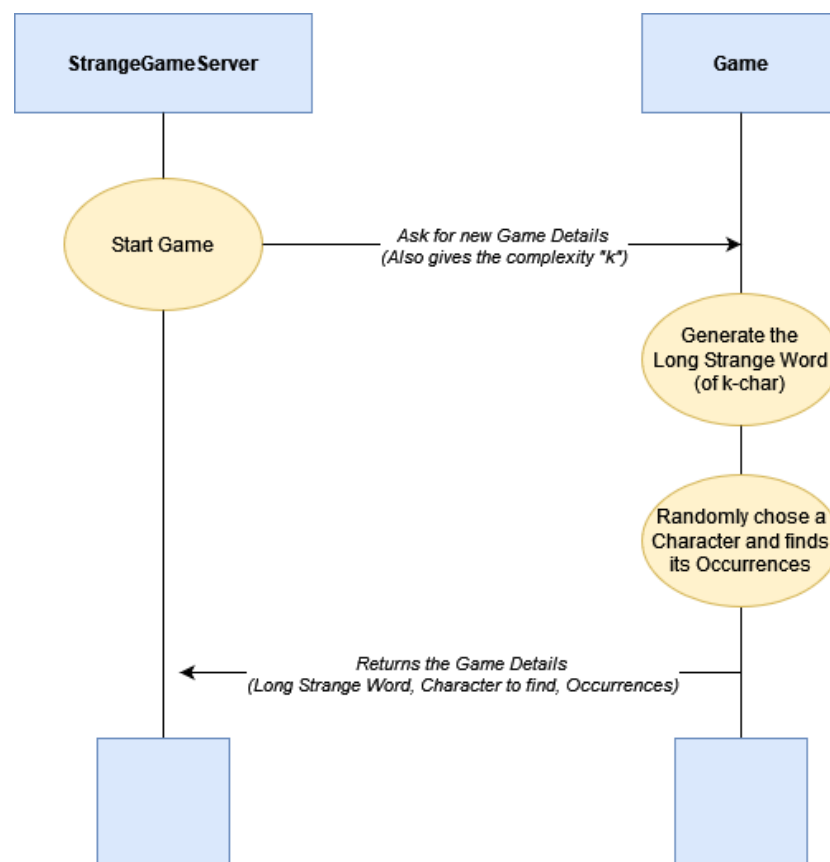 StrangeGameServer
Game
Start Game
Ask for new Game Details
(Also gives the complexity "k")
Generate the
Long Strange Word
(of k-char)
Randomly chose a
Character and finds
its Occurrences
Returns the Game Details
(Long Strange Word, Character to find, Occurrences)